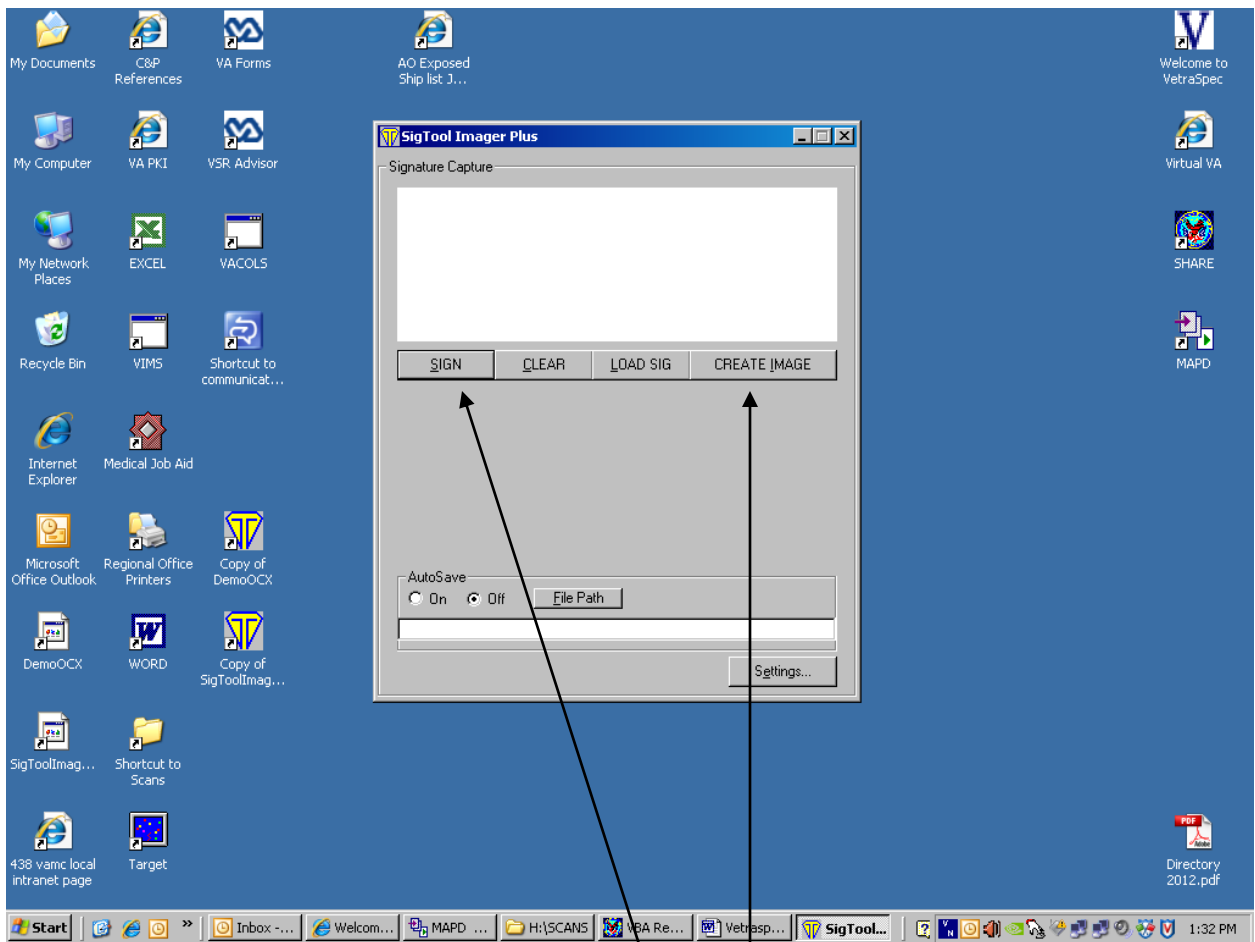 My Documents
C&P
References
VA Forms
AO Exposed
Ship list J...
Welcome to
VetraSpec
My Computer
VA PKI
VSR Advisor
Virtual VA
My Network
Places
EXCEL
VACOLS
SHARE
Recycle Bin
VIMS
Shortcut to
communicat...
MAPD
Internet
Explorer
Medical Job Aid
Microsoft
Office Outlook
Regional Office
Printers
Copy of
DemoOCX
DemoOCX
WORD
Copy of
SigToolImag...
SigToolImag...
Shortcut to
Scans
438 vamc local
intranet page
Target
Directory
2012.pdf
SigTool Imager Plus
Signature Capture
SIGN CLEAR LOAD SIG CREATE IMAGE
AutoSave
On Off File Path
Settings...
Start » Inbox -... Welcom... MAPD ... H:\SCANS VBA Re... Vetrasp... SigTool... 1:32 PM